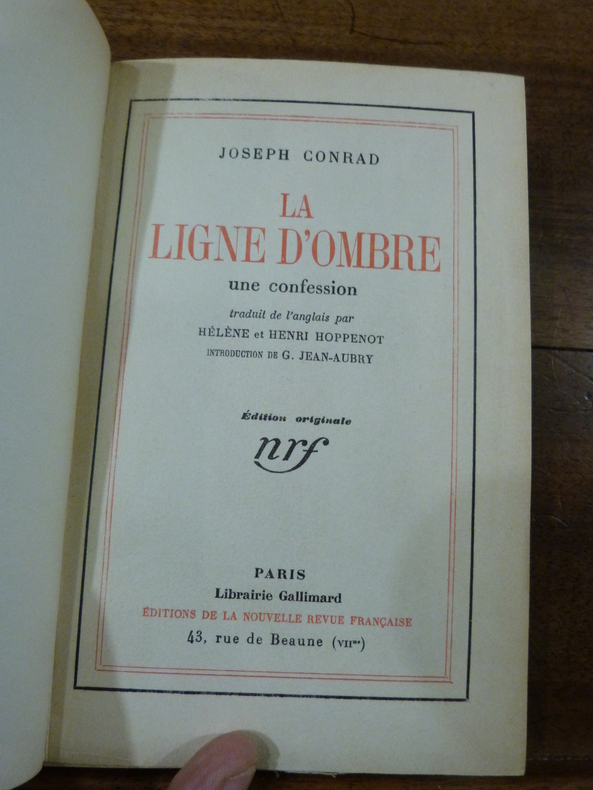 JOSEPH CONRAD
LA
LIGNE D'OMBRE
une confession
traduit de l'anglais par
HÉLÈNE et HENRI HOPPENOT
INTRODUCTION DE G. JEAN-AUBRY
Édition originale
nrf
PARIS
Librairie Gallimard
ÉDITIONS DE LA NOUVELLE REVUE FRANÇAISE
43, rue de Beaune (VIIme)